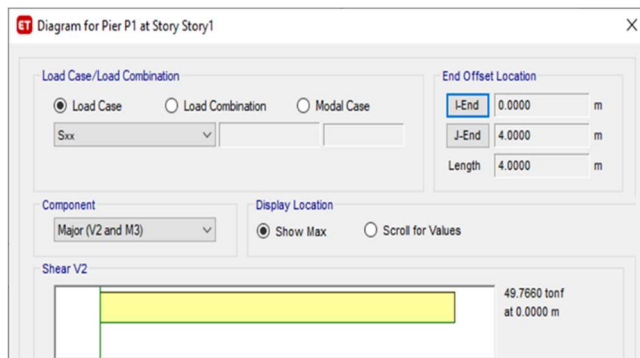 ET Diagram for Pier P1 at Story Story1 X
Load Case/Load Combination
Load Case Load Combination Modal Case
Sxx
End Offset Location
I-End 0.0000 m
J-End 4.0000 m
Length 4.0000 m
Component
Major (V2 and M3)
Display Location
Show Max Scroll for Values
Shear V2
49.7660 tonf
at 0.0000 m